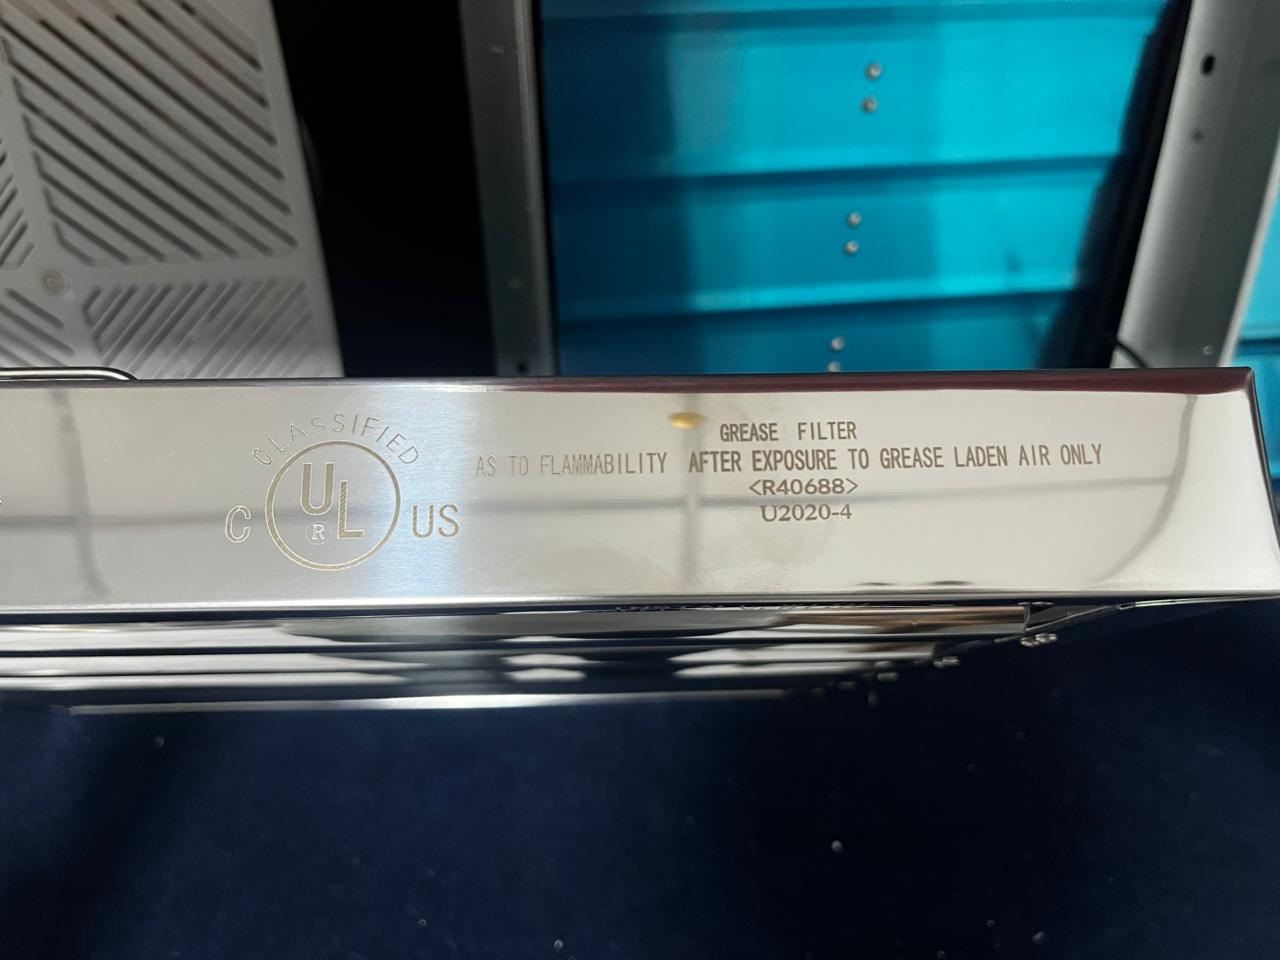 CLASSIFIED
C UL US
®
GREASE FILTER
AS TO FLAMMABILITY AFTER EXPOSURE TO GREASE LADEN AIR ONLY
<R40688>
U2020-4